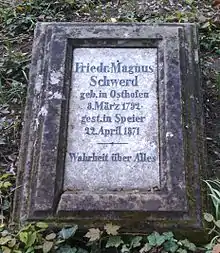 Friedr. Magnus
Schwerd
geb. in Osthofen
8. März 1792.
gest. in Speier
22. April 1871
Wahrheit über Alles